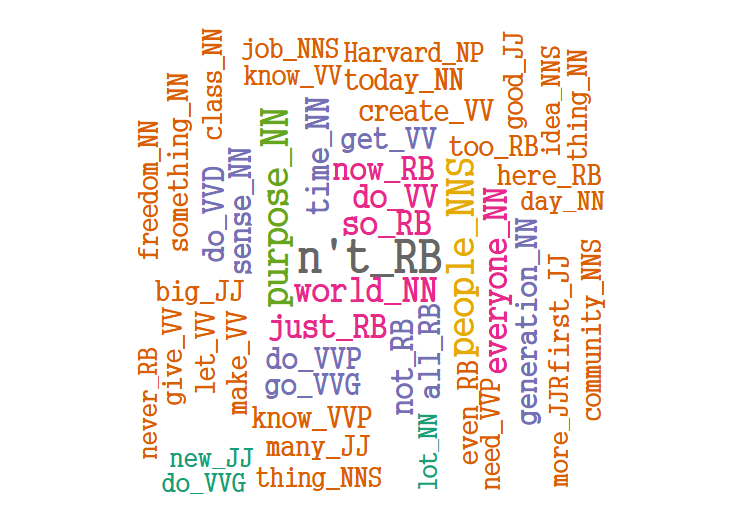 job_NNS
Harvard_NP
know_VV
today_NN
class_NN
good_JJ
idea_NNS
thing_NN
create_VV
something_NN
freedom_NN
time_NN
get_VV
too_RB
purpose_NN
now_RB
here_RB
do_VVD
sense_NN
do_VV
people_NNS
everyone_NN
day_NN
so_RB
n't_RB
generation_NN
first_JJ
community_NNS
big_JJ
world_NN
never_RB
give_VV
let_VV
make_VV
just_RB
not_RB
all_RB
do_VVP
go_VVG
even_RB
need_VVP
more_JJR
know_VVP
many_JJ
lot_NN
new_JJ
do_VVG
thing_NNS